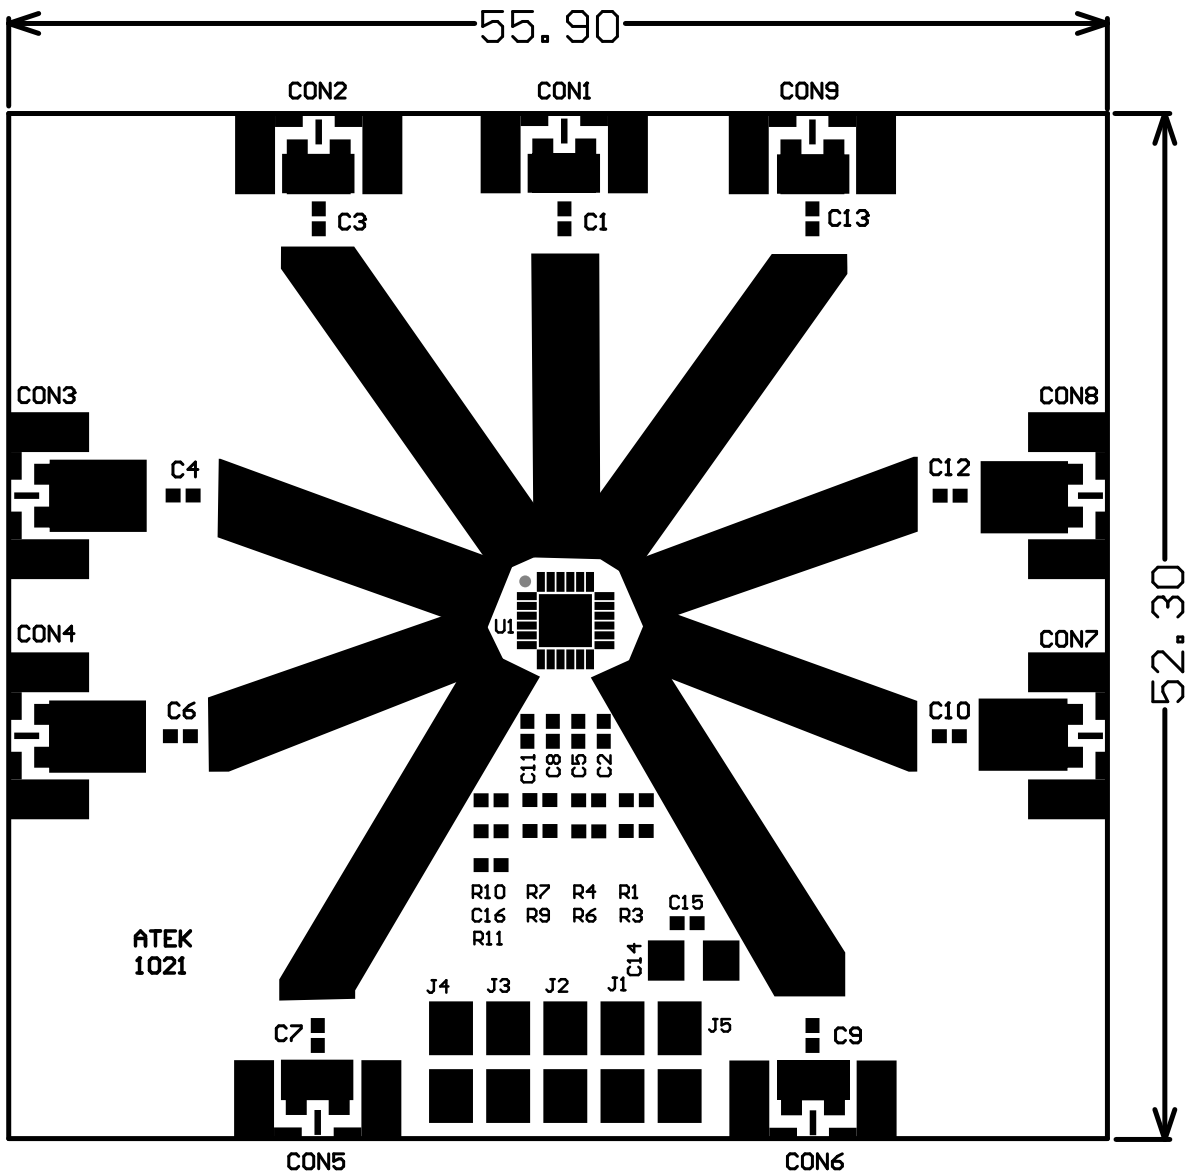 55.90
CON2 CON1 CON9
C3 C1 C13
CON3 CON8
C4 C12
52.30
U1
CON4 CON7
C6 C10
C11 C8 C5 C2
R10 R7 R4 R1
C15
C16 R9 R6 R3
R11
ATEK
1021
C14
J4 J3 J2 J1
J5
C7 C9
CON5 CON6